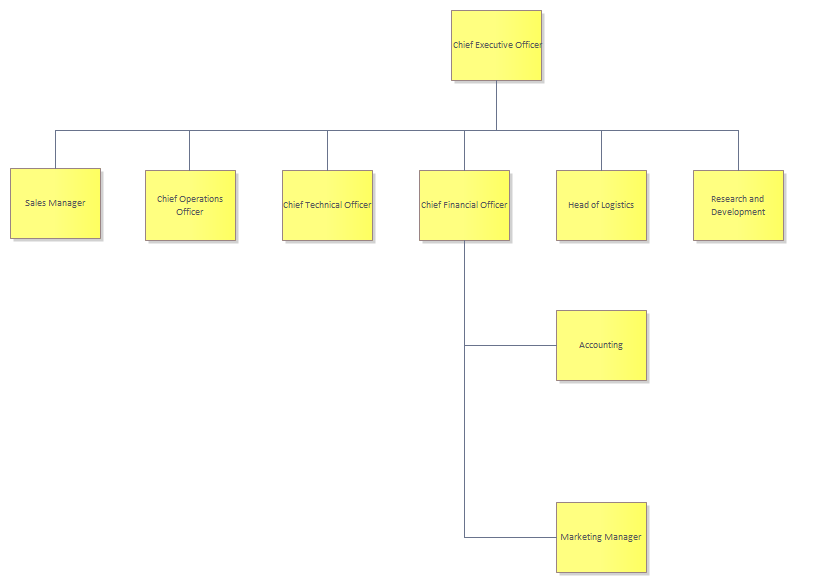 Chief Executive Officer
Sales Manager
Chief Operations
Officer
Chief Technical Officer
Chief Financial Officer
Head of Logistics
Research and
Development
Accounting
Marketing Manager